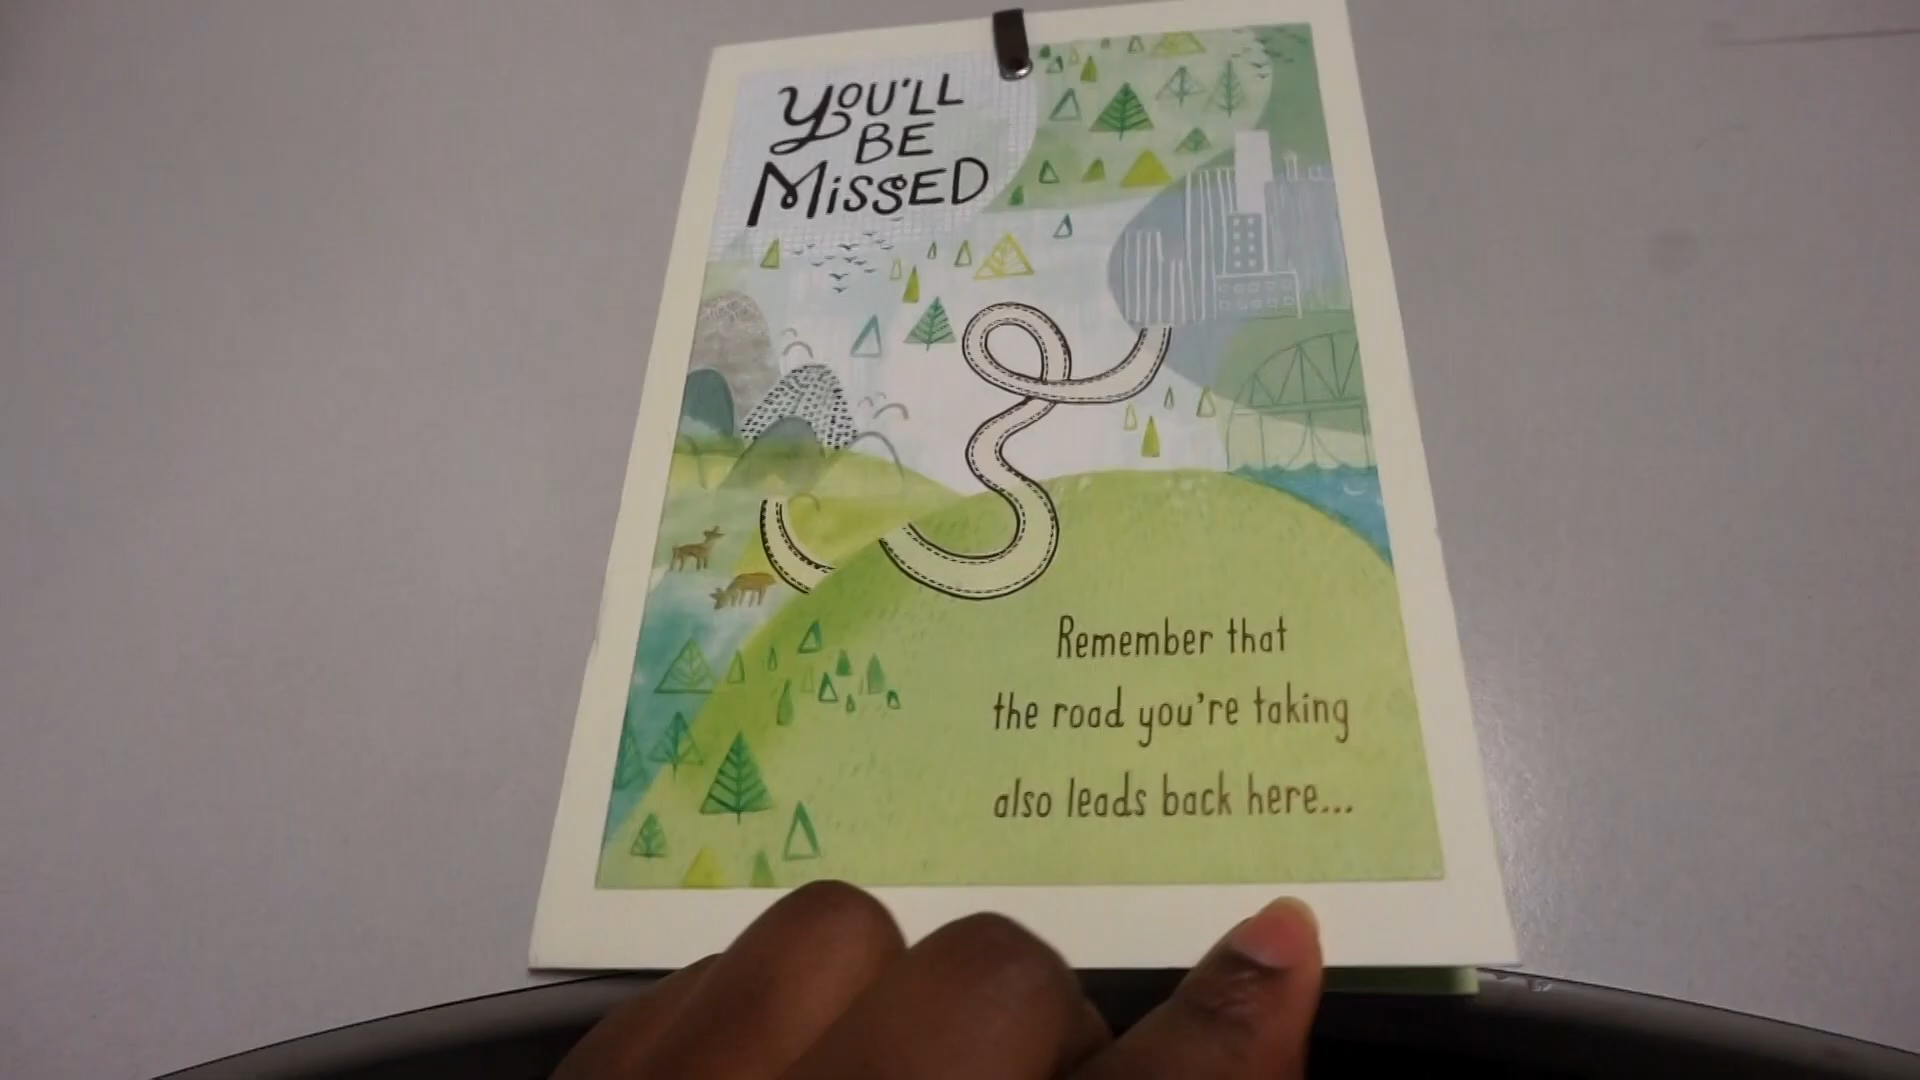 YOU'LL
BE
MiSSED
Remember that
the road you're taking
also leads back here...